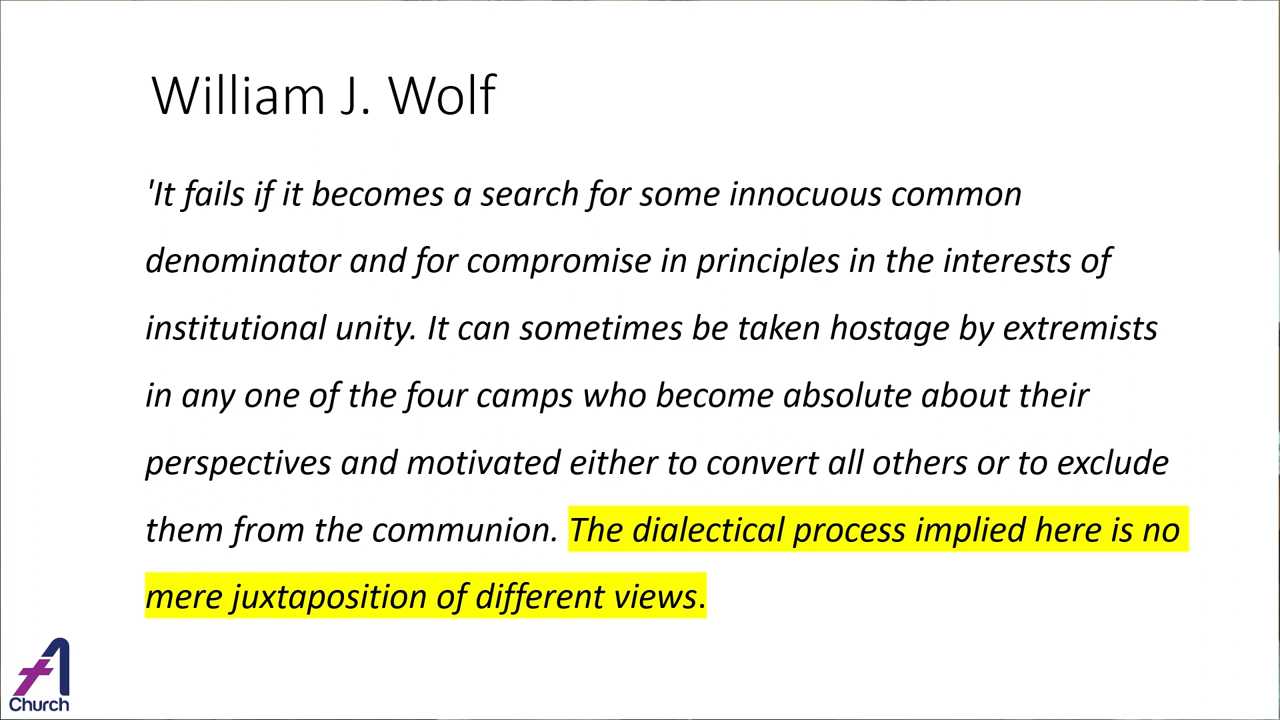 William J. Wolf
'It fails if it becomes a search for some innocuous common
denominator and for compromise in principles in the interests of
institutional unity. It can sometimes be taken hostage by extremists
in any one of the four camps who become absolute about their
perspectives and motivated either to convert all others or to exclude
them from the communion. The dialectical process implied here is no
mere juxtaposition of different views.
A
Church